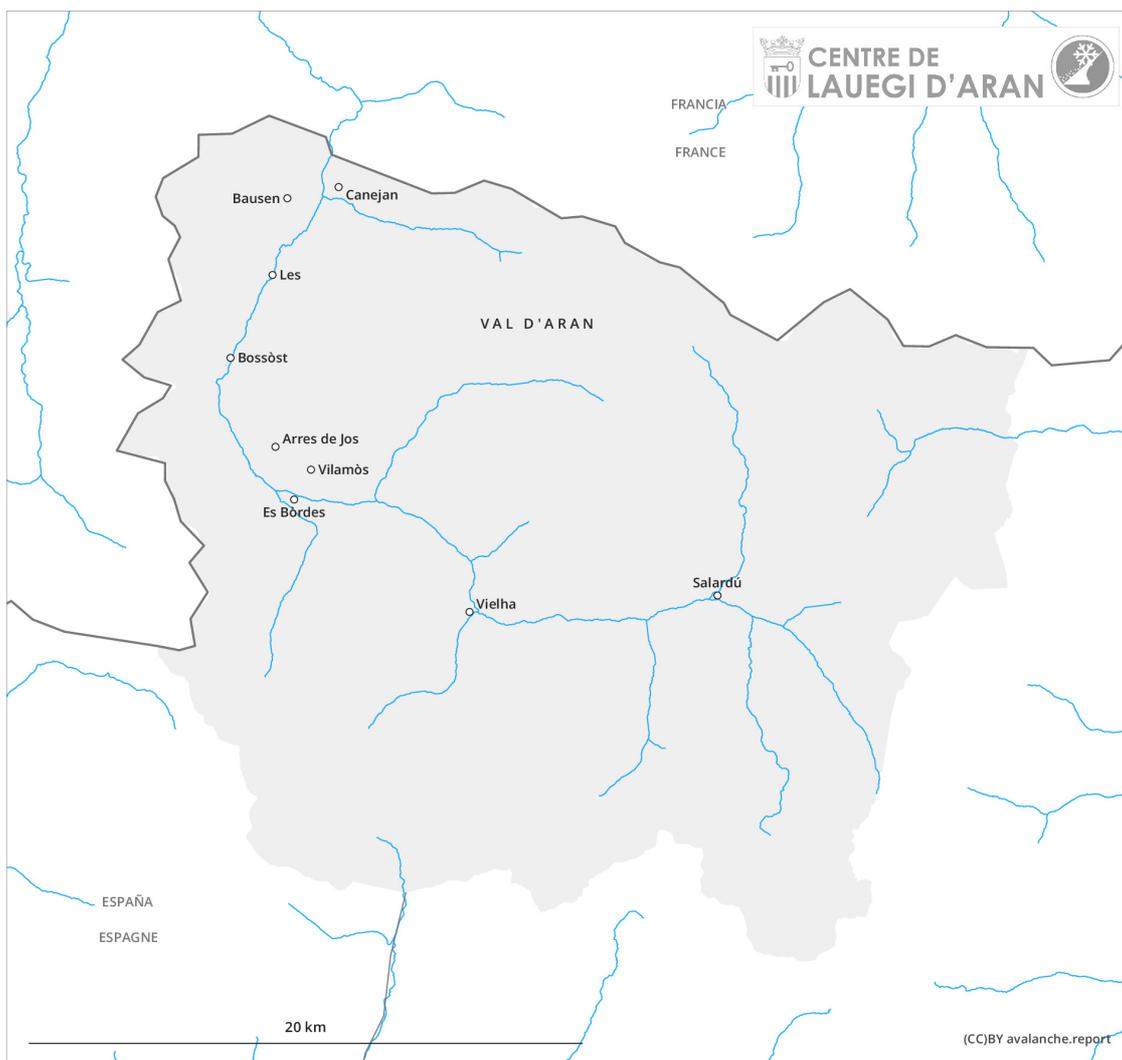 CENTRE DE
LAUEGI D'ARAN
FRANCIA
FRANCE
Bausen
Canejan
Les
VAL D'ARAN
Bossòst
Arres de Jos
Vilamòs
Es Bòrdes
Salardú
Vielha
ESPAÑA
ESPAGNE
20 km
(CC)BY avalanche.report